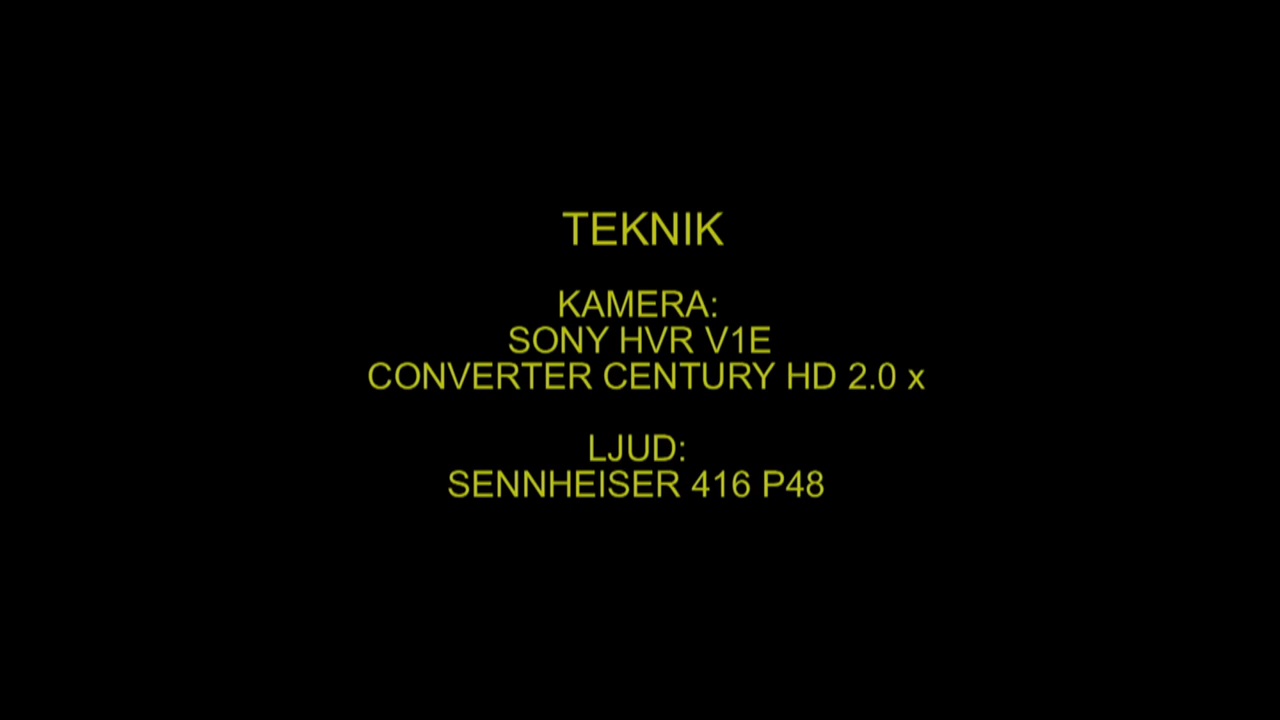 TEKNIK
KAMERA:
SONY HVR V1E
CONVERTER CENTURY HD 2.0 x
LJUD:
SENNHEISER 416 P48